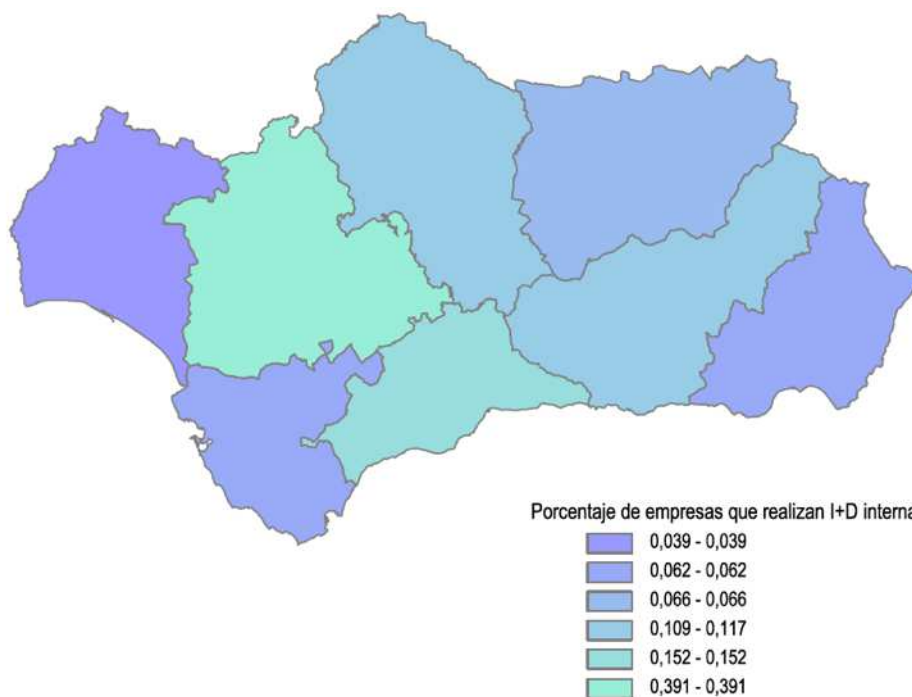 Porcentaje de empresas que realizan I+D interna
0,039 - 0,039
0,062 - 0,062
0,066 - 0,066
0,109 - 0,117
0,152 - 0,152
0,391 - 0,391